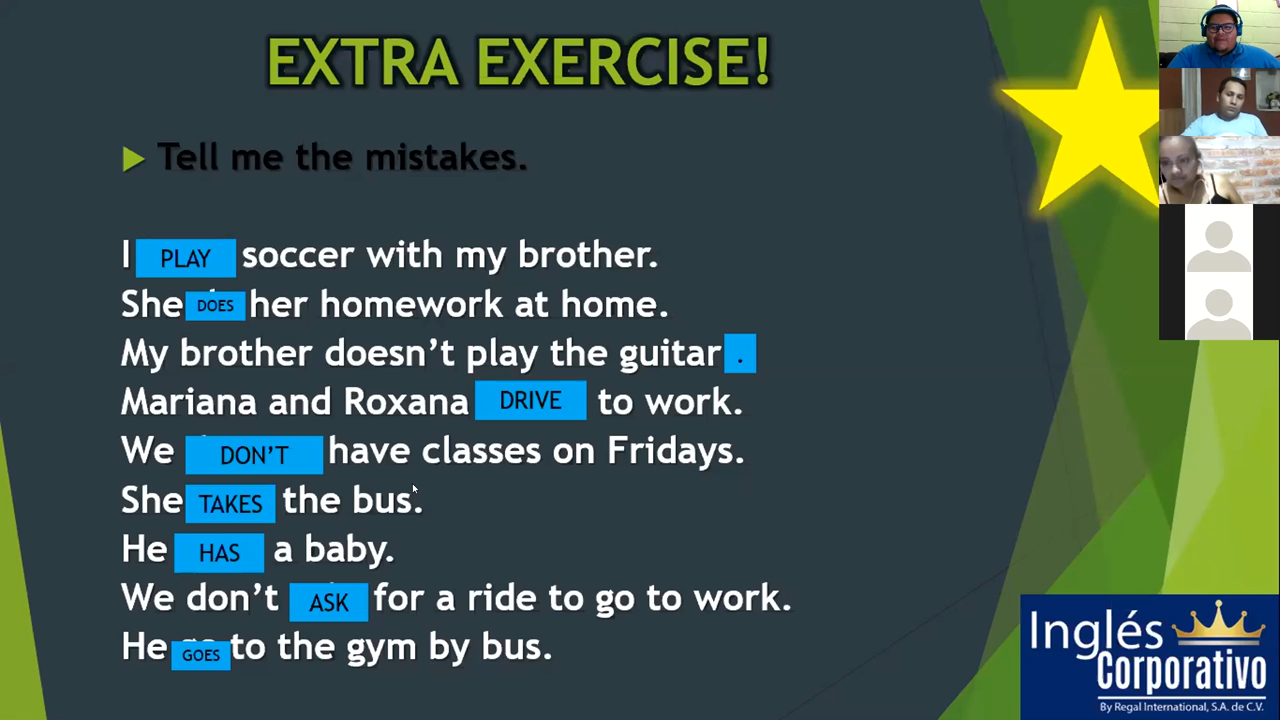 EXTRA EXERCISE!
Tell me the mistakes.
I PLAY soccer with my brother.
She DOES her homework at home.
My brother doesn't play the guitar .
Mariana and Roxana DRIVE to work.
We DON'T have classes on Fridays.
She TAKES the bus.
He HAS a baby.
We don't ASK for a ride to go to work.
He GOES to the gym by bus.
Inglés
Corporativo
By Regal International, S.A. de C.V.